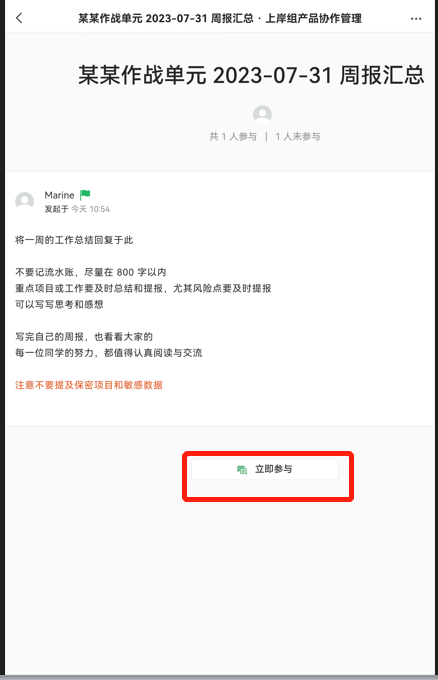 某某作战单元 2023-07-31 周报汇总 · 上岸组产品协作管理
某某作战单元 2023-07-31 周报汇总
共 1 人参与 | 1 人未参与
Marine
发起于 今天 10:54
将一周的工作总结回复于此
不要记流水账，尽量在 800 字以内
重点项目或工作要及时总结和提报，尤其风险点要及时提报
可以写写思考和感想
写完自己的周报，也看看大家的
每一位同学的努力，都值得认真阅读与交流
注意不要提及保密项目和敏感数据
立即参与